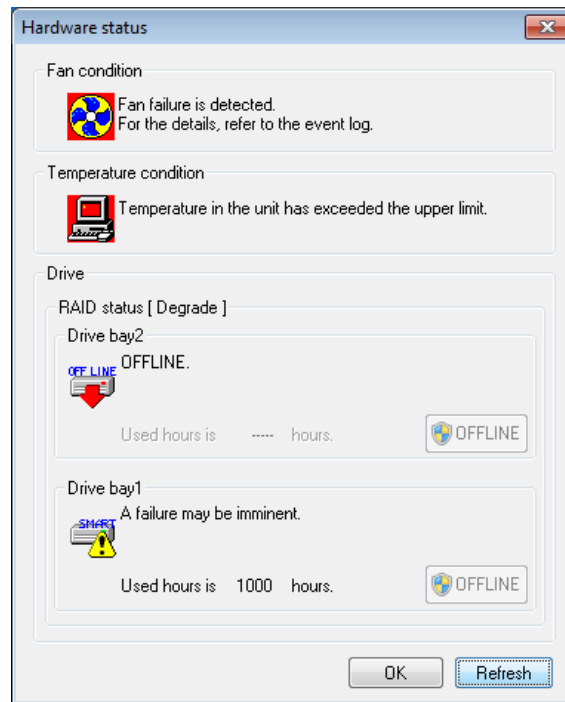 Hardware status
Fan condition
Fan failure is detected.
For the details, refer to the event log.
Temperature condition
Temperature in the unit has exceeded the upper limit.
Drive
RAID status [ Degrade ]
Drive bay2
OFF LINE
OFFLINE.
Used hours is ----- hours.
OFFLINE
Drive bay1
SMART
A failure may be imminent.
Used hours is 1000 hours.
OFFLINE
OK
Refresh